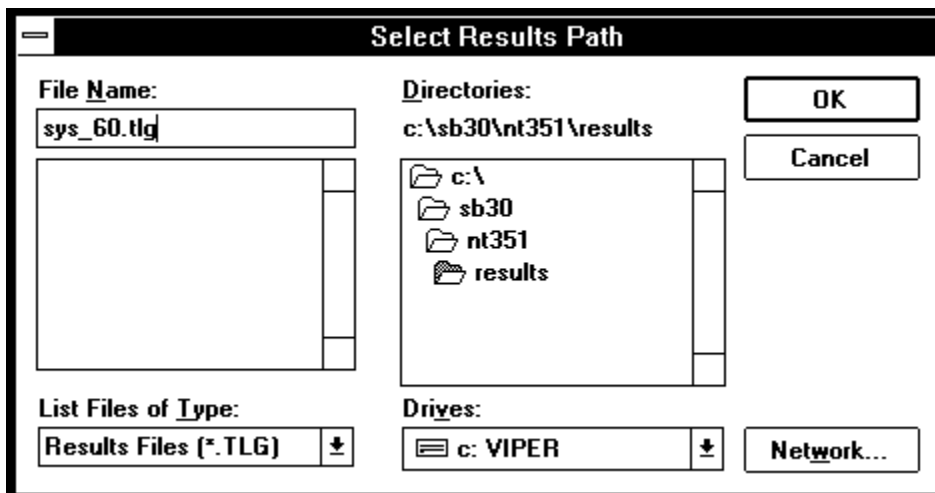 Select Results Path
File Name:
sys_60.tlg
List Files of Type:
Results Files (*.TLG)
Directories:
c:\sb30\nt351\results
c:\
sb30
nt351
results
Drives:
c: VIPER
OK
Cancel
Network...